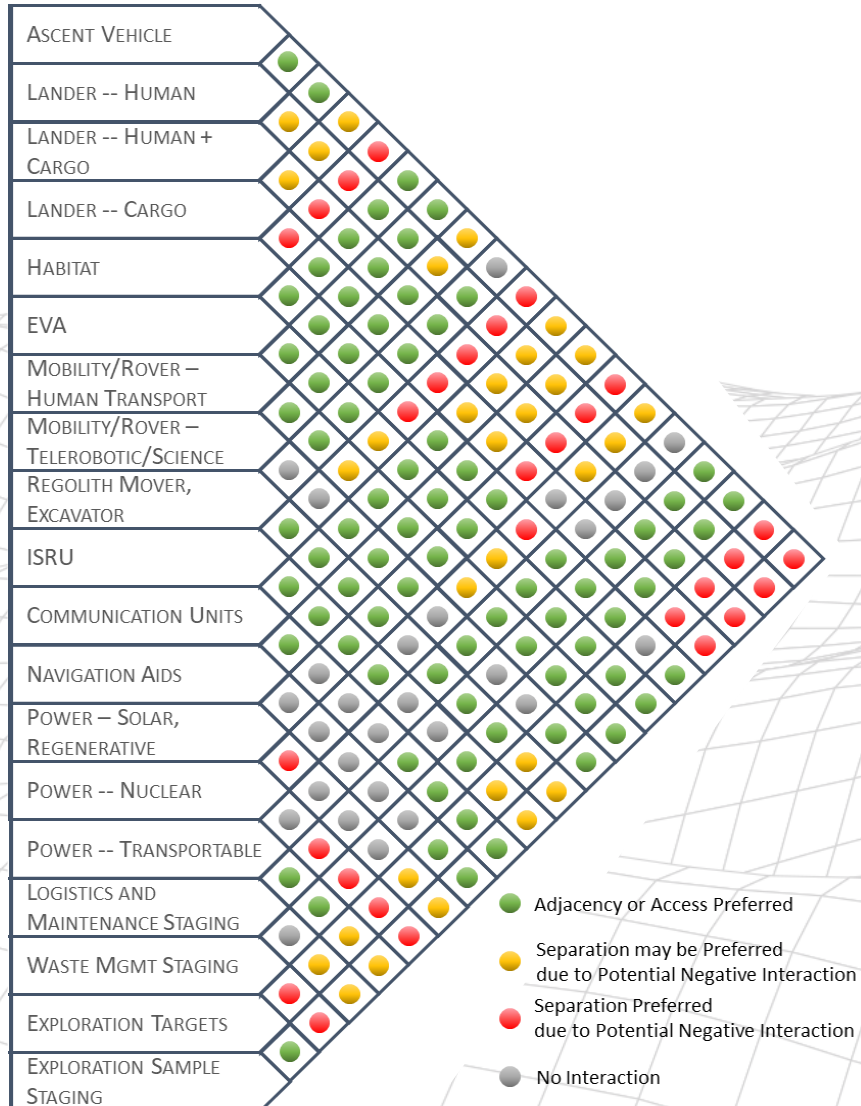 ASCENT VEHICLE
LANDER -- HUMAN
LANDER -- HUMAN +
CARGO
LANDER -- CARGO
HABITAT
EVA
MOBILITY/ROVER –
HUMAN TRANSPORT
MOBILITY/ROVER –
TELEROBOTIC/SCIENCE
REGOLITH MOVER,
EXCAVATOR
ISRU
COMMUNICATION UNITS
NAVIGATION AIDS
POWER – SOLAR,
REGENERATIVE
POWER -- NUCLEAR
POWER -- TRANSPORTABLE
LOGISTICS AND
MAINTENANCE STAGING
WASTE MGMT STAGING
EXPLORATION TARGETS
EXPLORATION SAMPLE
STAGING
Adjacency or Access Preferred
Separation may be Preferred
due to Potential Negative Interaction
Separation Preferred
due to Potential Negative Interaction
No Interaction